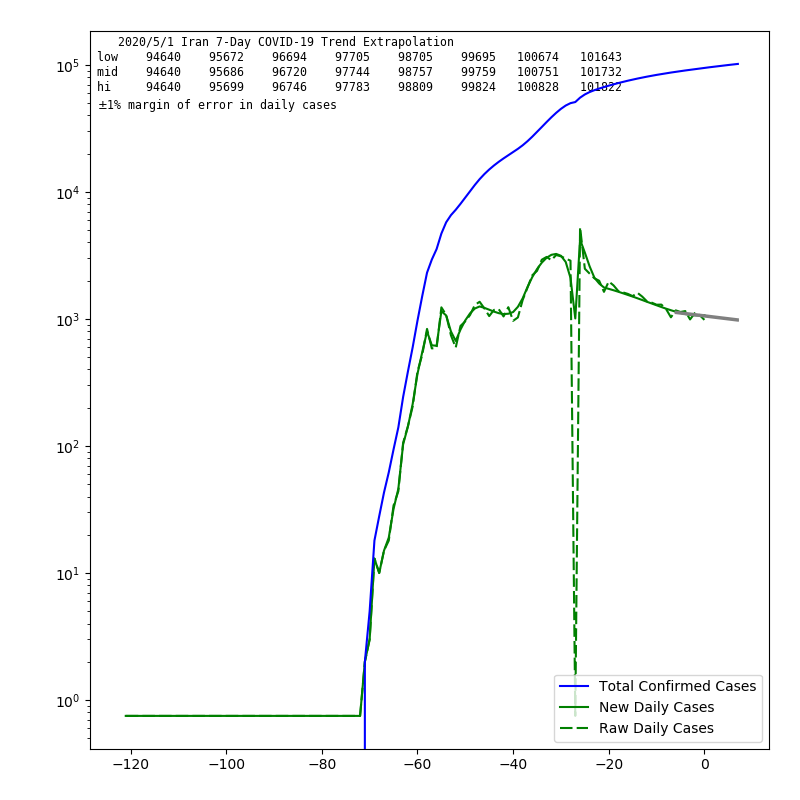 2020/5/1 Iran 7-Day COVID-19 Trend Extrapolation
low 94640 95672 96694 97705 98705 99695 100674 101643
mid 94640 95686 96720 97744 98757 99759 100751 101732
hi 94640 95699 96746 97783 98809 99824 100828 101822
±1% margin of error in daily cases
10^5
10^4
10^3
10^2
10^1
10^0
Total Confirmed Cases
New Daily Cases
Raw Daily Cases
−120 −100 −80 −60 −40 −20 0